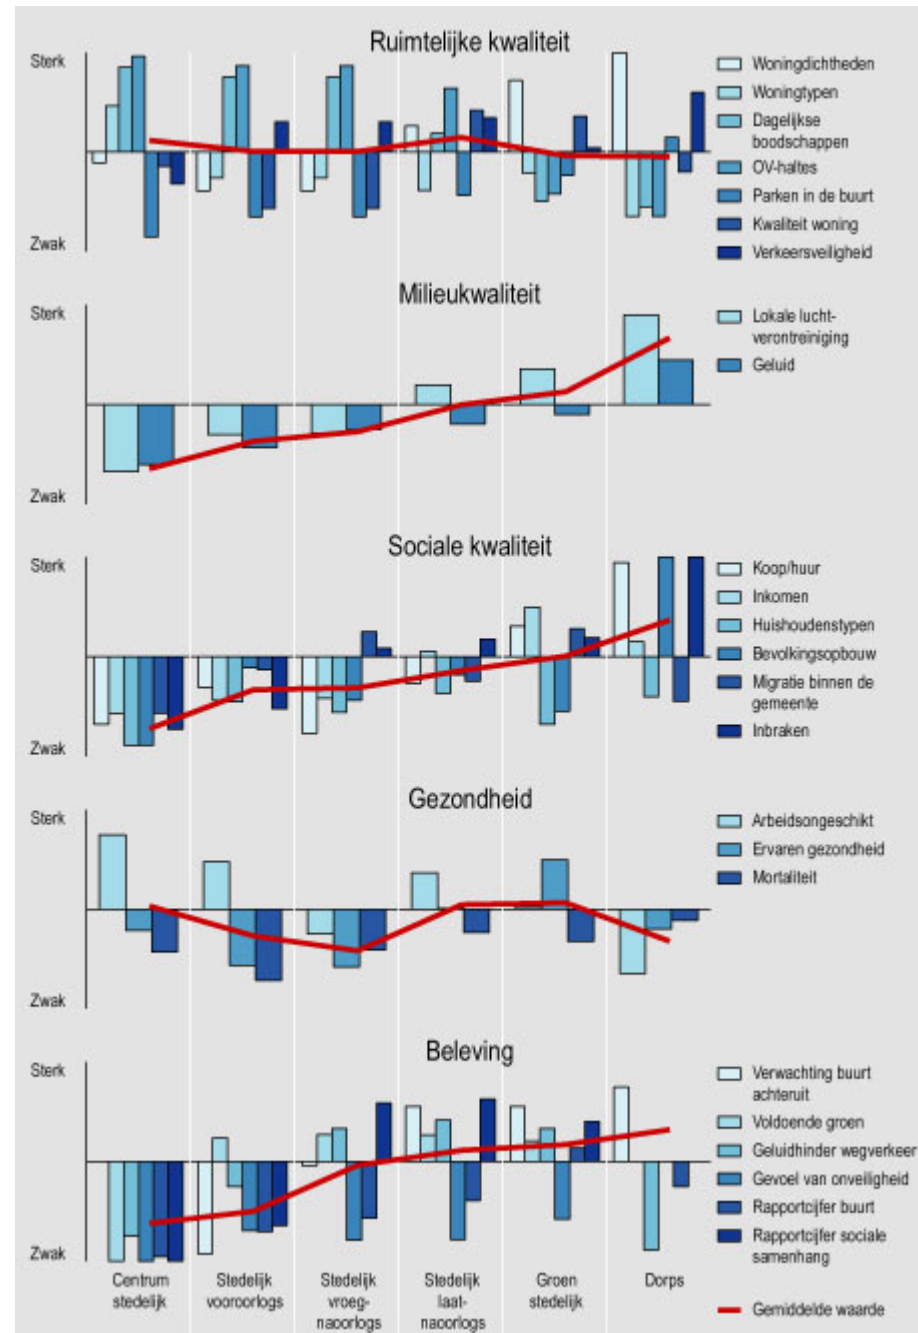 Ruimtelijke kwaliteit
Sterk
Zwak
Woningdichtheden
Woningtypen
Dagelijkse
boodschappen
OV-haltes
Parken in de buurt
Kwaliteit woning
Verkeersveiligheid
Milieukwaliteit
Sterk
Zwak
Lokale lucht-
verontreiniging
Geluid
Sociale kwaliteit
Sterk
Zwak
Koop/huur
Inkomen
Huishoudenstypen
Bevolkingsopbouw
Migratie binnen de
gemeente
Inbraken
Gezondheid
Sterk
Zwak
Arbeidsongeschikt
Ervaren gezondheid
Mortaliteit
Beleving
Sterk
Zwak
Verwachting buurt
achteruit
Voldoende groen
Geluidhinder wegverkeer
Gevoel van onveiligheid
Rapportcijfer buurt
Rapportcijfer sociale
samenhang
Gemiddelde waarde
Centrum
stedelijk
Stedelijk
vooroorlogs
Stedelijk
vroeg-
naoorlogs
Stedelijk
laat-
naoorlogs
Groen
stedelijk
Dorps